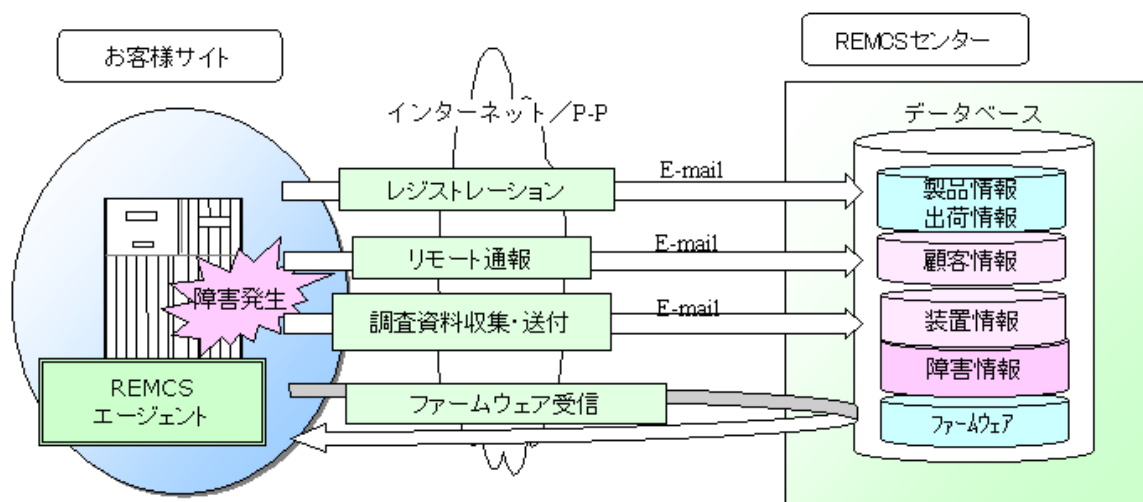 お客様サイト
REMCSセンター
インターネット／P-P
データベース
レジストレーション
E-mail
製品情報
出荷情報
リモート通報
E-mail
顧客情報
障害発生
調査資料収集・送付
E-mail
装置情報
障害情報
REMCS
エージェント
ファームウェア受信
ファームウェア